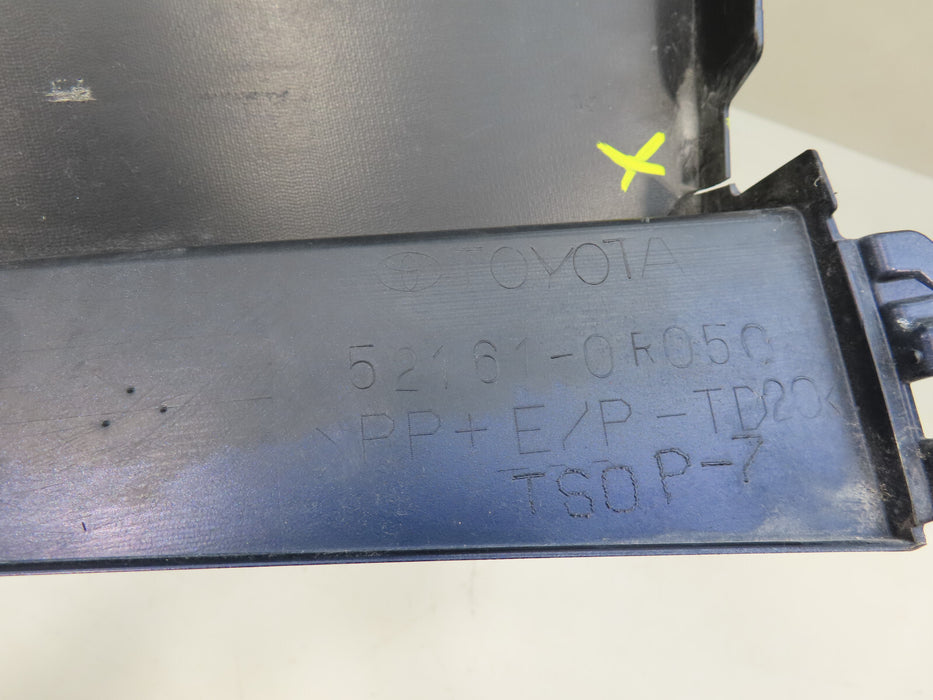 TOYOTA
52161-0R050
>PP+E/P-TD20<
TSOP-7